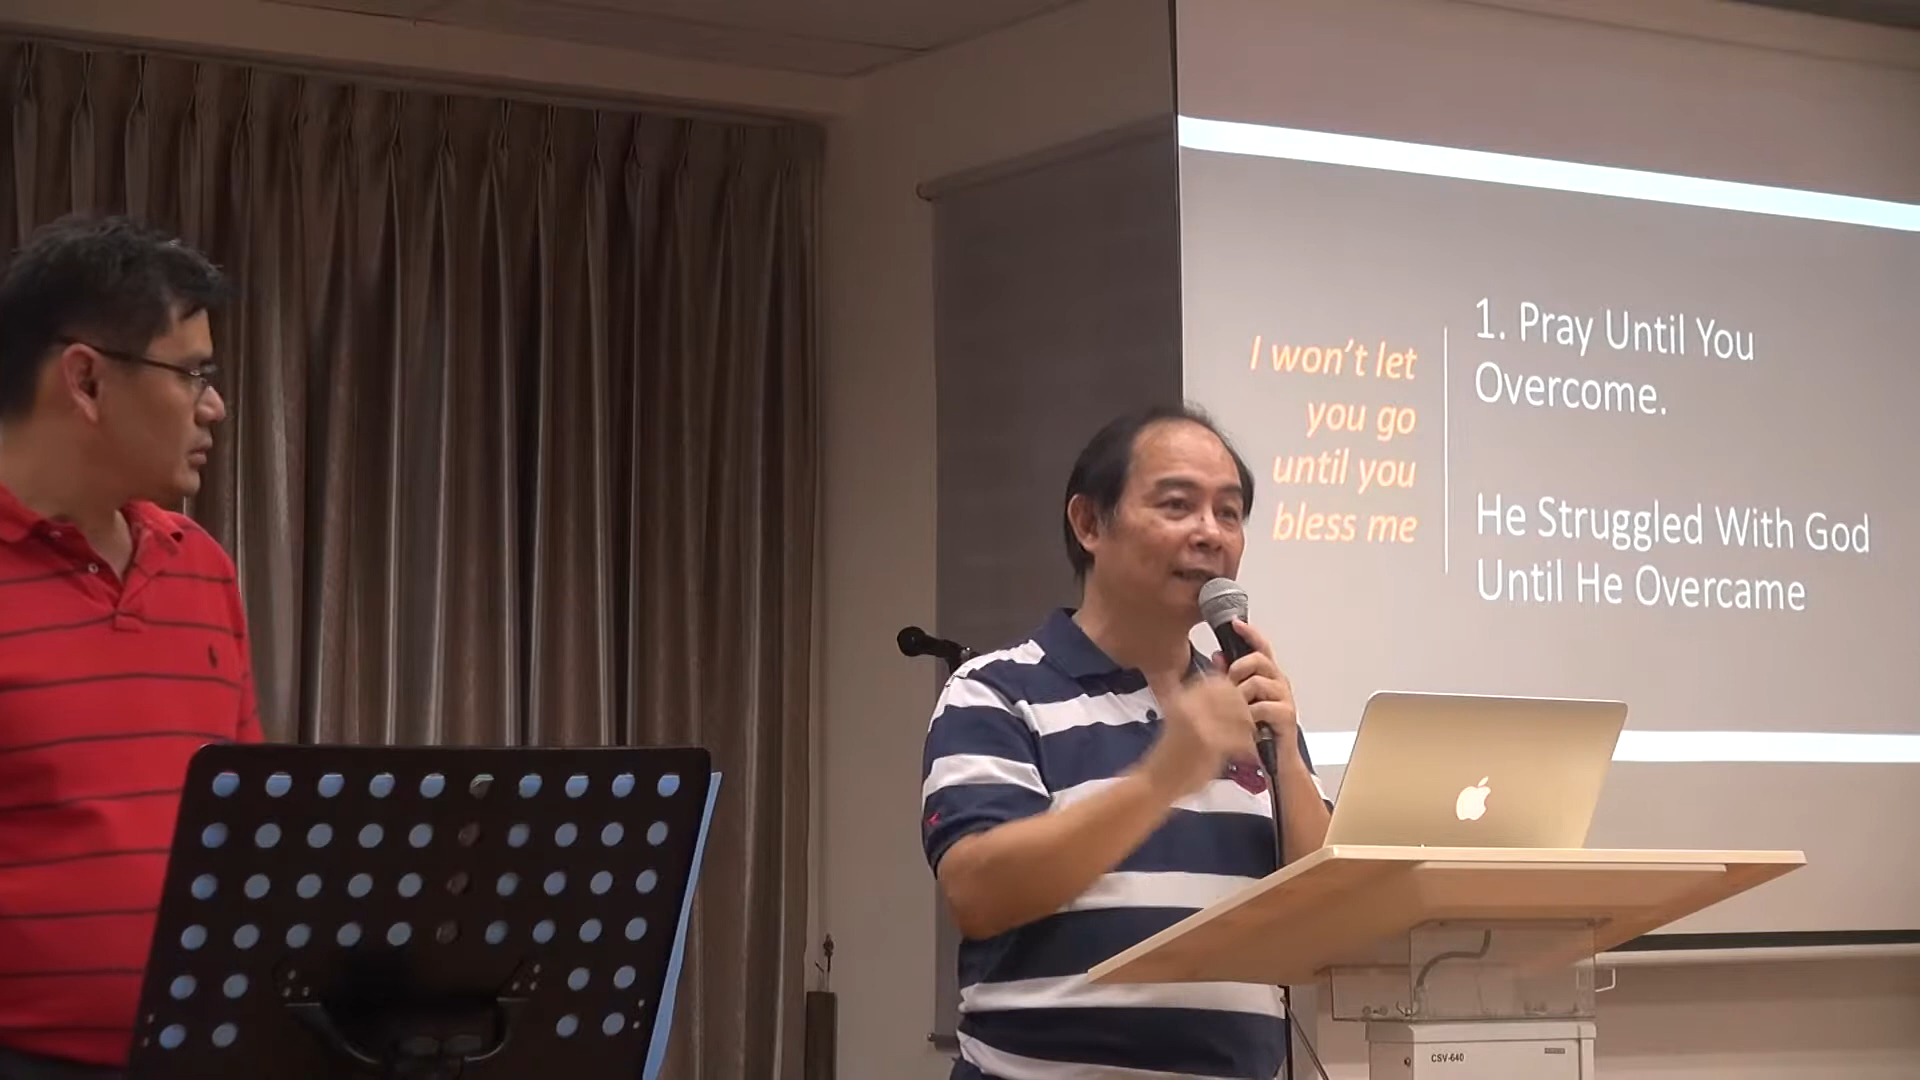 I won't let
you go
until you
bless me
1. Pray Until You
Overcome.
He Struggled With God
Until He Overcame
CSV-640